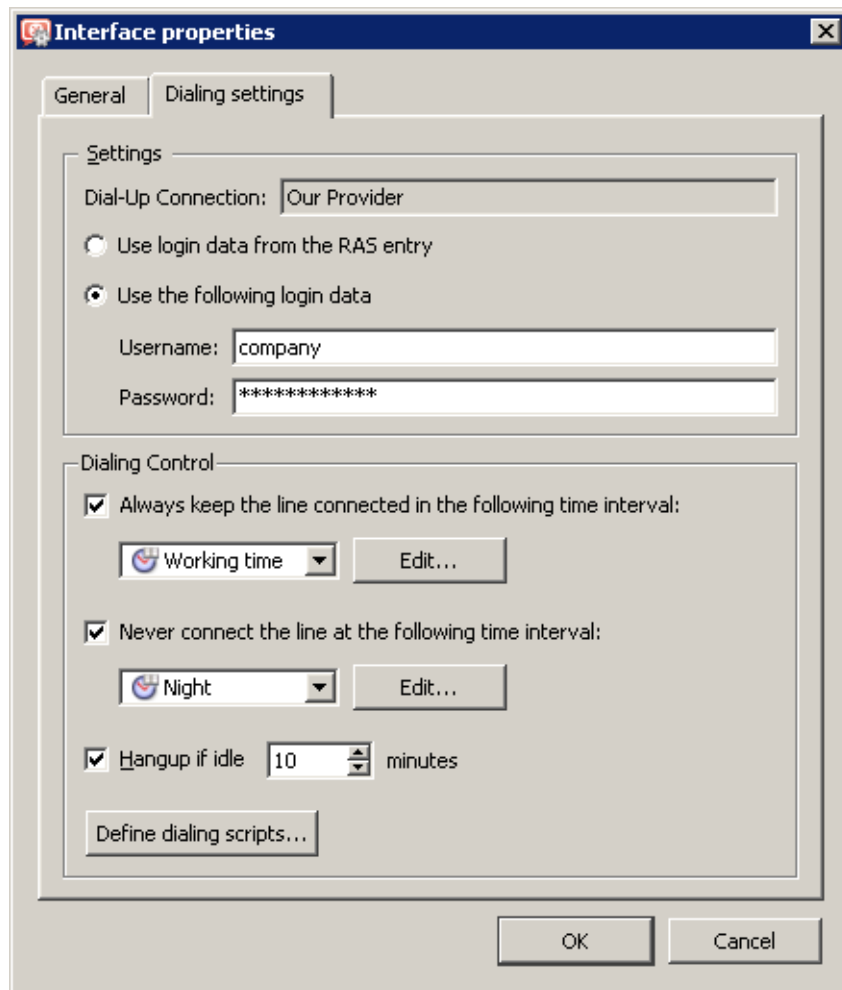 Interface properties
General Dialing settings
Settings
Dial-Up Connection: Our Provider
Use login data from the RAS entry
Use the following login data
Username: company
Password: ************
Dialing Control
Always keep the line connected in the following time interval:
Working time Edit...
Never connect the line at the following time interval:
Night Edit...
Hangup if idle 10 minutes
Define dialing scripts...
OK Cancel